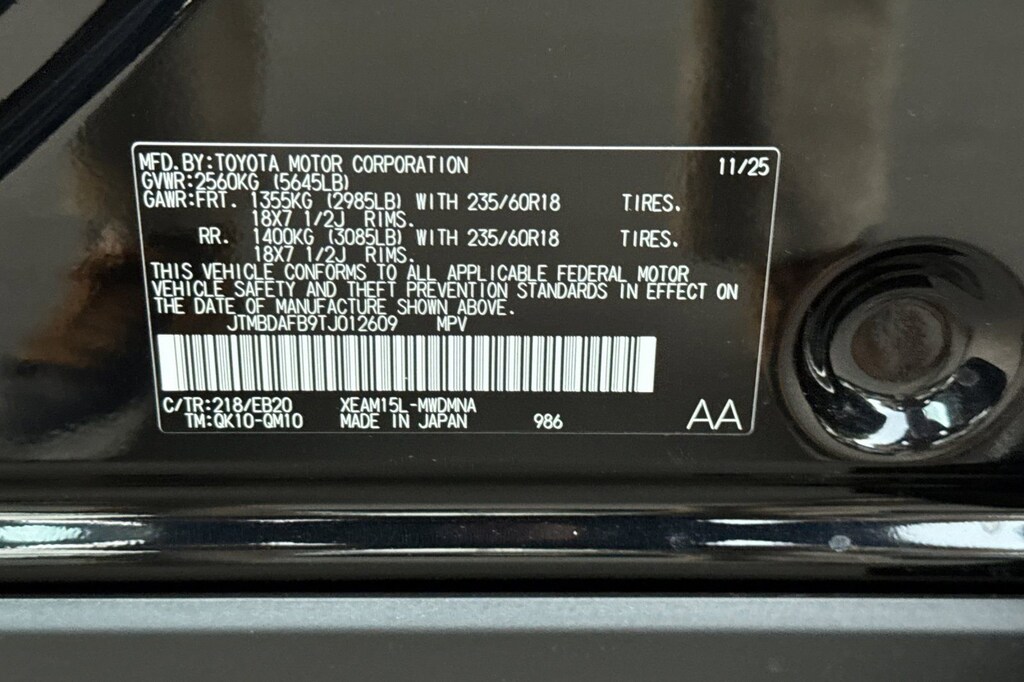 MFD.BY:TOYOTA MOTOR CORPORATION 11/25
GVWR:2560KG (5645LB)
GAWR:FRT. 1355KG (2985LB) WITH 235/60R18 TIRES.
18X7 1/2J RIMS.
RR. 1400KG (3085LB) WITH 235/60R18 TIRES.
18X7 1/2J RIMS.
THIS VEHICLE CONFORMS TO ALL APPLICABLE FEDERAL MOTOR
VEHICLE SAFETY AND THEFT PREVENTION STANDARDS IN EFFECT ON
THE DATE OF MANUFACTURE SHOWN ABOVE.
JTMBDAFB9TJ012609 MPV
C/TR:218/EB20 XEAM15L-MWDMNA
TM:QK10-QM10 MADE IN JAPAN 986 AA